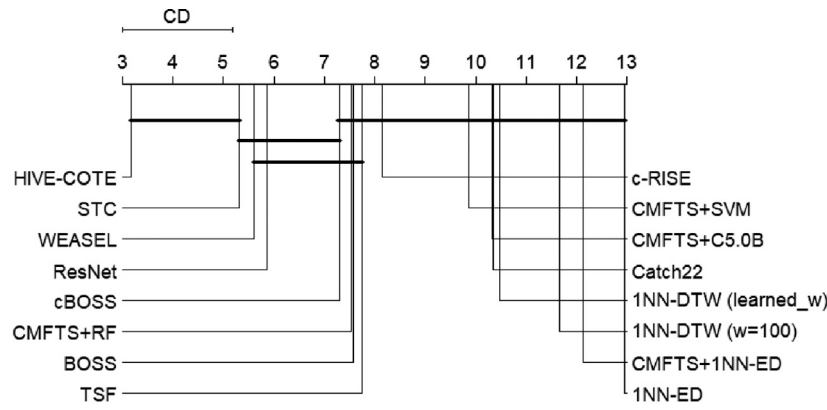 CD
3 4 5 6 7 8 9 10 11 12 13
HIVE-COTE c-RISE
STC CMFTS+SVM
WEASEL CMFTS+C5.0B
ResNet Catch22
cBOSS 1NN-DTW (learned_w)
CMFTS+RF 1NN-DTW (w=100)
BOSS CMFTS+1NN-ED
TSF 1NN-ED